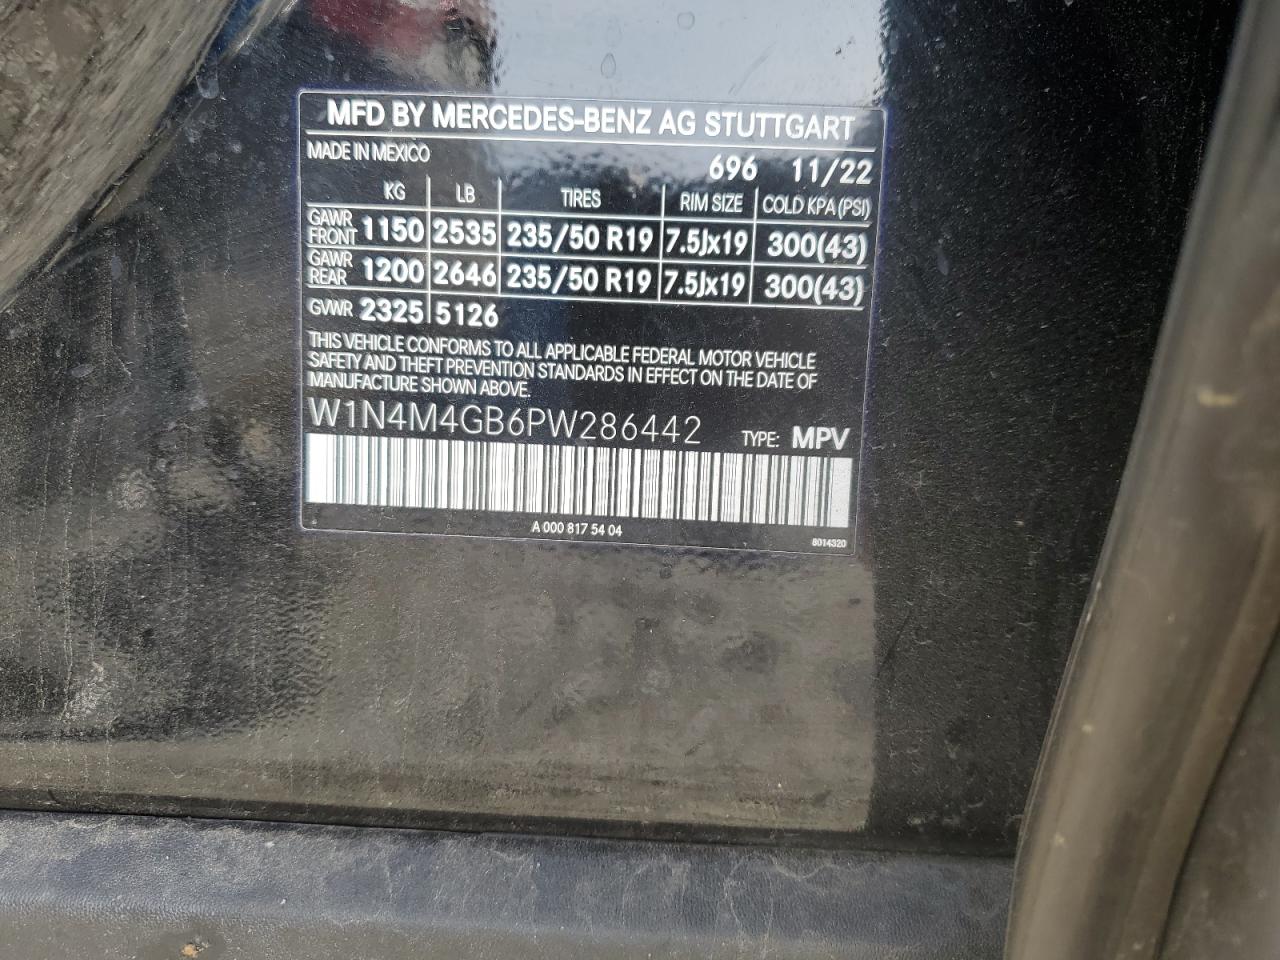 MFD BY MERCEDES-BENZ AG STUTTGART
MADE IN MEXICO 696 11/22
KG LB TIRES RIM SIZE COLD KPA (PSI)
GAWR FRONT 1150 2535 235/50 R19 7.5Jx19 300(43)
GAWR REAR 1200 2646 235/50 R19 7.5Jx19 300(43)
GVWR 2325 5126
THIS VEHICLE CONFORMS TO ALL APPLICABLE FEDERAL MOTOR VEHICLE
SAFETY AND THEFT PREVENTION STANDARDS IN EFFECT ON THE DATE OF
MANUFACTURE SHOWN ABOVE.
W1N4M4GB6PW286442 TYPE: MPV
A 000 817 54 04
8014320